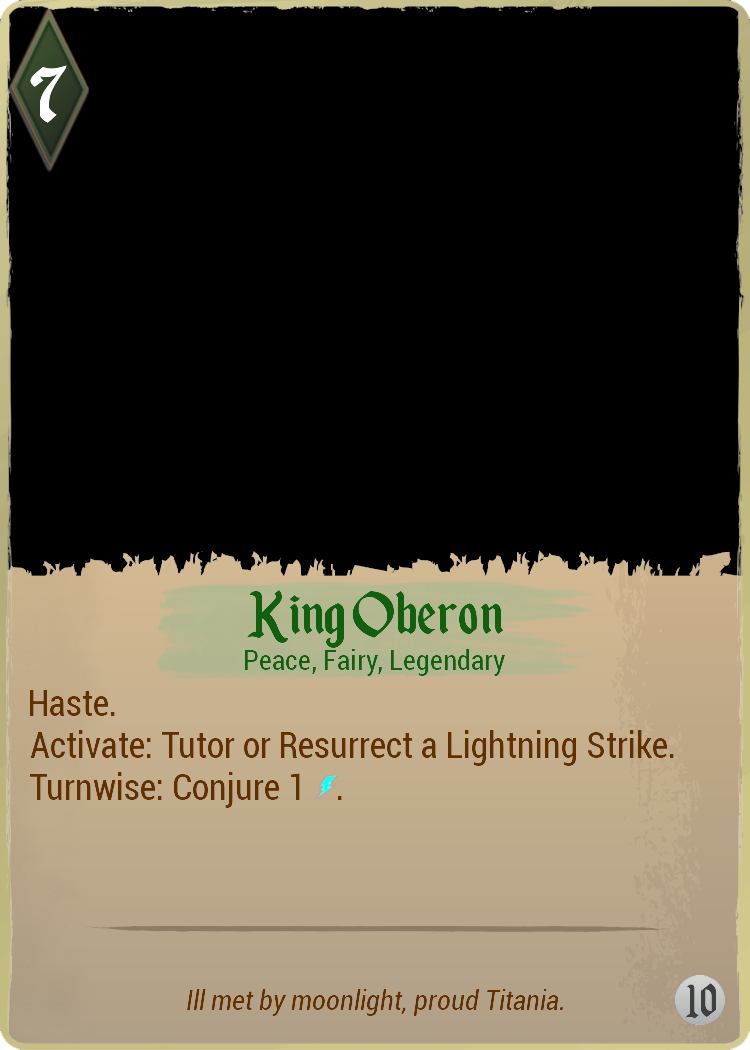 7
King Oberon
Peace, Fairy, Legendary
Haste.
Activate: Tutor or Resurrect a Lightning Strike.
Turnwise: Conjure 1 .
Ill met by moonlight, proud Titania.
10